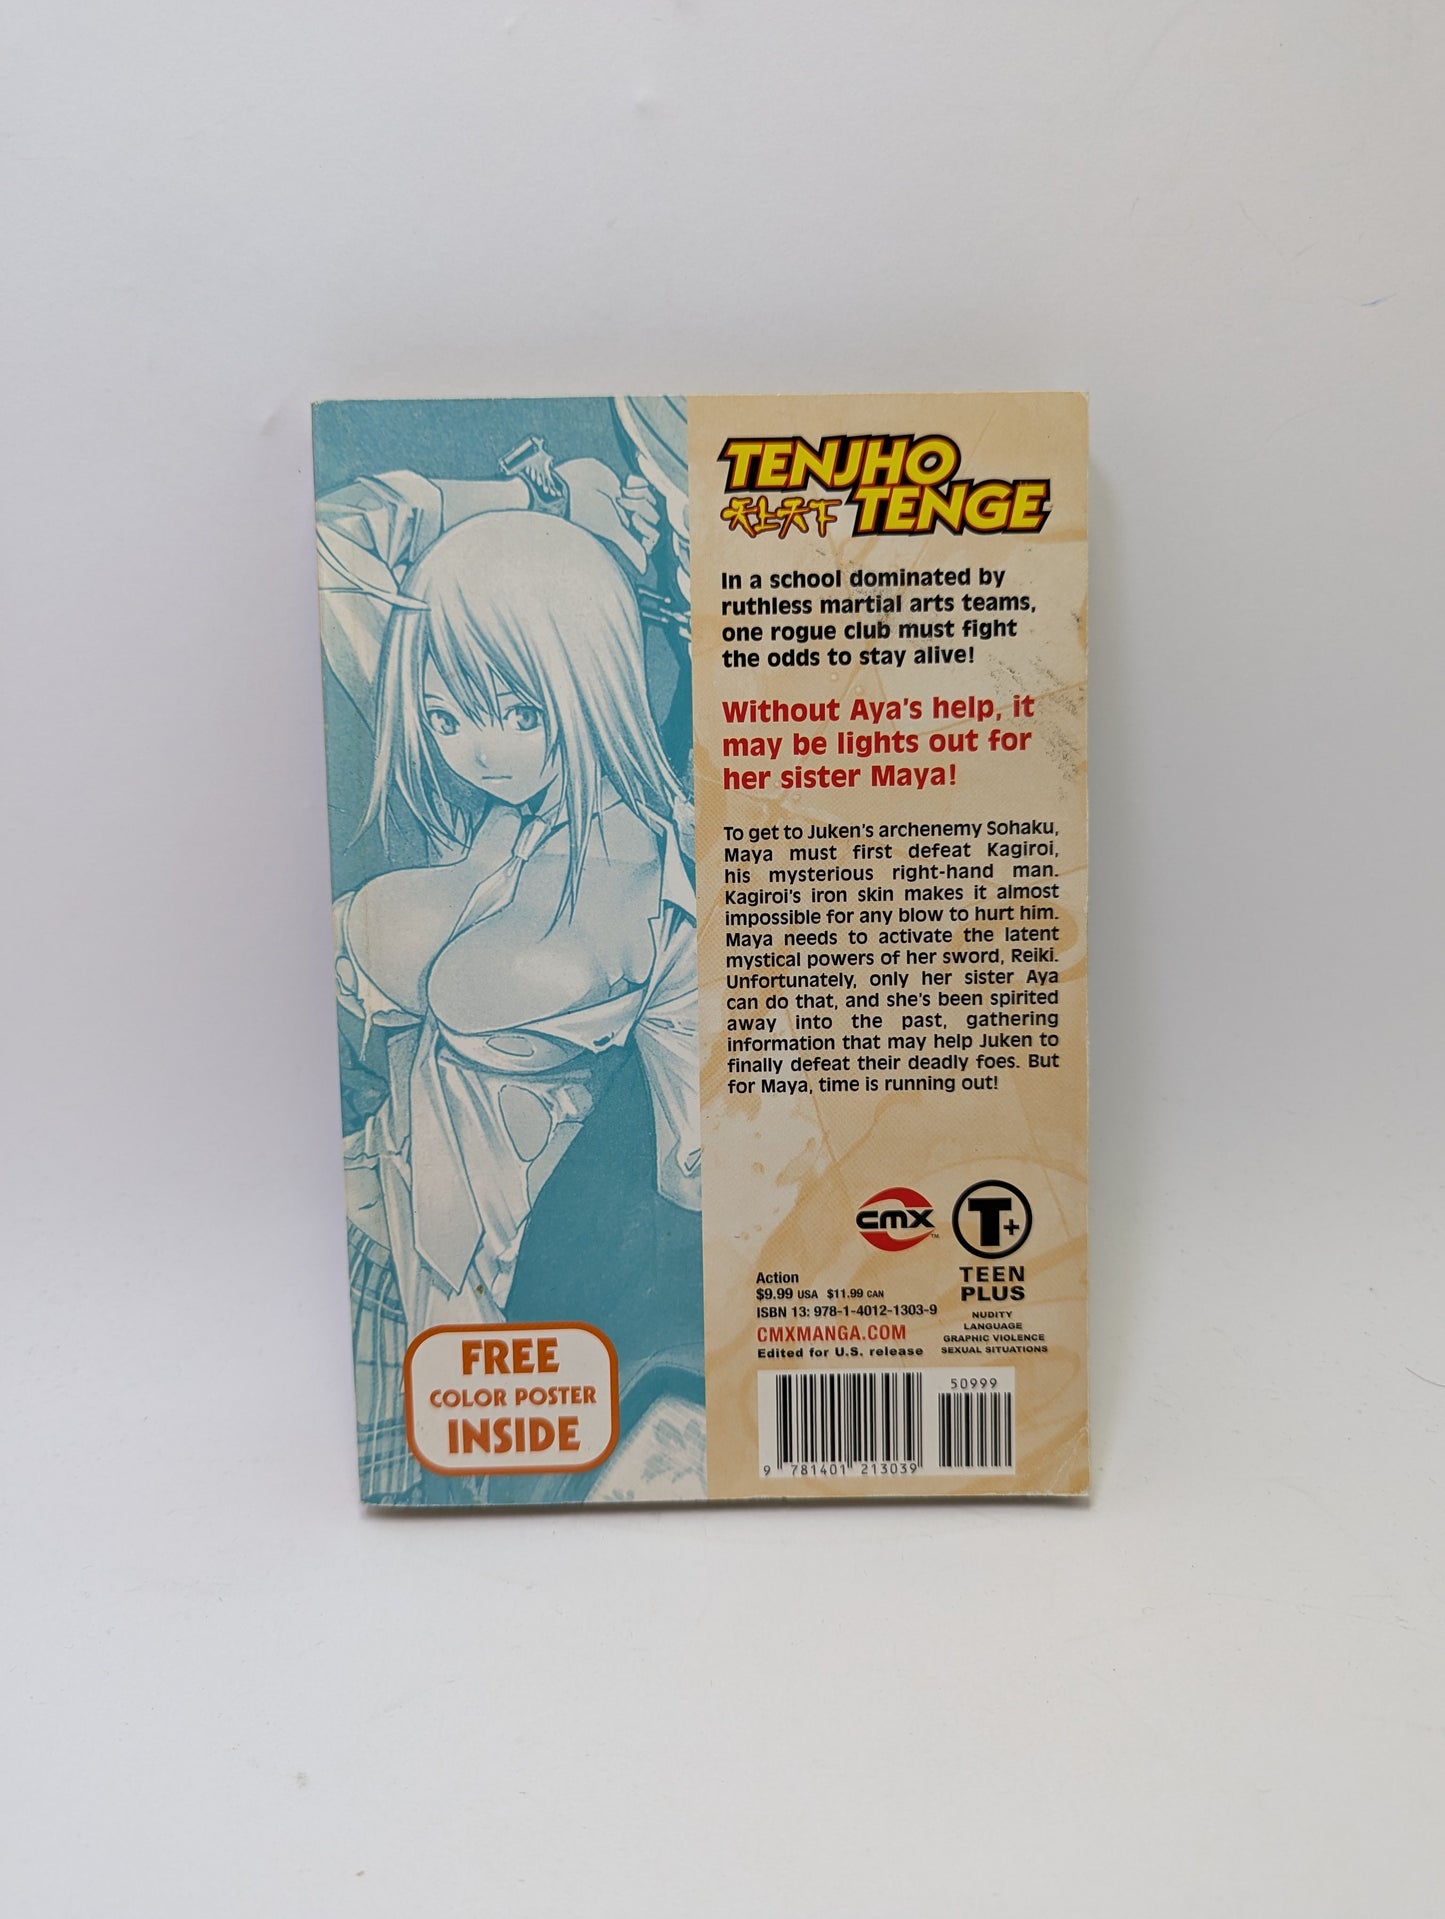 TENJHO
天上天下 TENGE
In a school dominated by
ruthless martial arts teams,
one rogue club must fight
the odds to stay alive!
Without Aya's help, it
may be lights out for
her sister Maya!
To get to Juken's archenemy Sohaku,
Maya must first defeat Kagiroi,
his mysterious right-hand man.
Kagiroi's iron skin makes it almost
impossible for any blow to hurt him.
Maya needs to activate the latent
mystical powers of her sword, Reiki.
Unfortunately, only her sister Aya
can do that, and she's been spirited
away into the past, gathering
information that may help Juken to
finally defeat their deadly foes. But
for Maya, time is running out!
cmx™
T+
TEEN
PLUS
NUDITY
LANGUAGE
GRAPHIC VIOLENCE
SEXUAL SITUATIONS
Action
$9.99 USA $11.99 CAN
ISBN 13: 978-1-4012-1303-9
CMXMANGA.COM
Edited for U.S. release
50999
9 781401 213039
FREE
COLOR POSTER
INSIDE